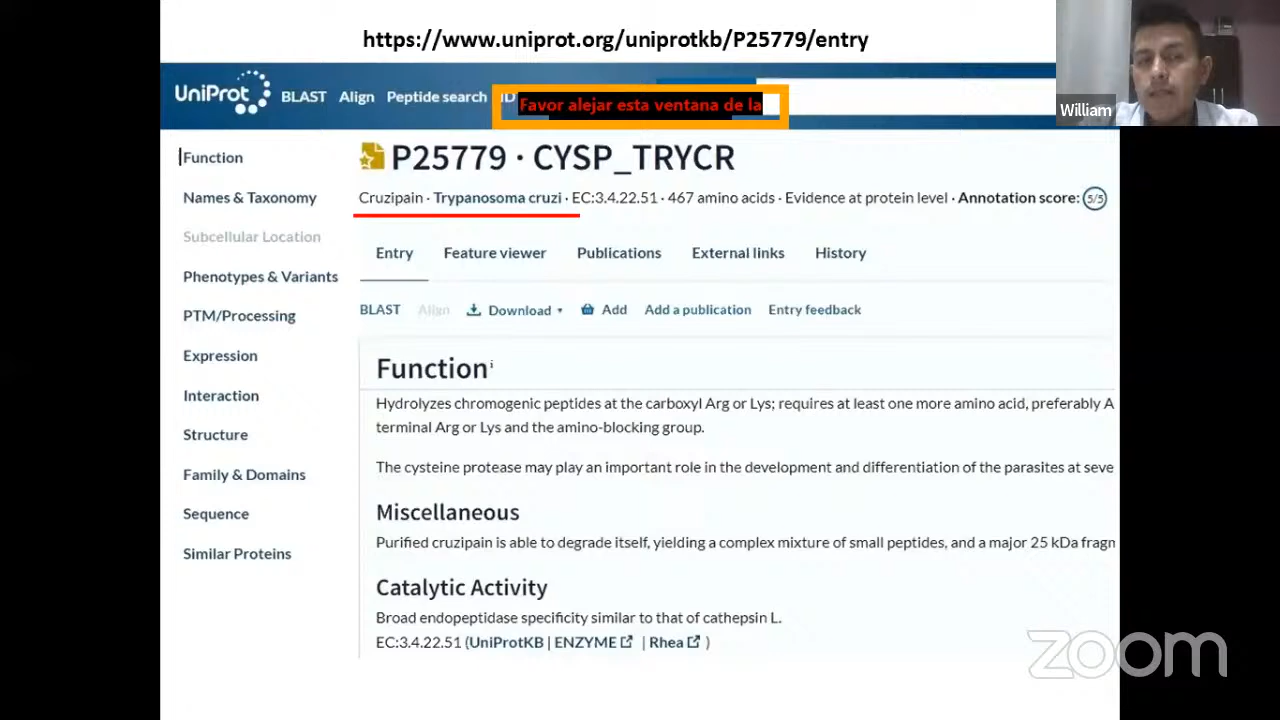 https://www.uniprot.org/uniprotkb/P25779/entry
William
UniProt BLAST Align Peptide search ID
Favor alejar esta ventana de la
Function
Names & Taxonomy
Subcellular Location
Phenotypes & Variants
PTM/Processing
Expression
Interaction
Structure
Family & Domains
Sequence
Similar Proteins
P25779 · CYSP_TRYCR
Cruzipain · Trypanosoma cruzi · EC:3.4.22.51 · 467 amino acids · Evidence at protein level · Annotation score: 5/5
Entry Feature viewer Publications External links History
BLAST Align Download Add Add a publication Entry feedback
Function i
Hydrolyzes chromogenic peptides at the carboxyl Arg or Lys; requires at least one more amino acid, preferably A
terminal Arg or Lys and the amino-blocking group.
The cysteine protease may play an important role in the development and differentiation of the parasites at seve
Miscellaneous
Purified cruzipain is able to degrade itself, yielding a complex mixture of small peptides, and a major 25 kDa fragm
Catalytic Activity
Broad endopeptidase specificity similar to that of cathepsin L.
EC:3.4.22.51 (UniProtKB | ENZYME | Rhea )
zoom